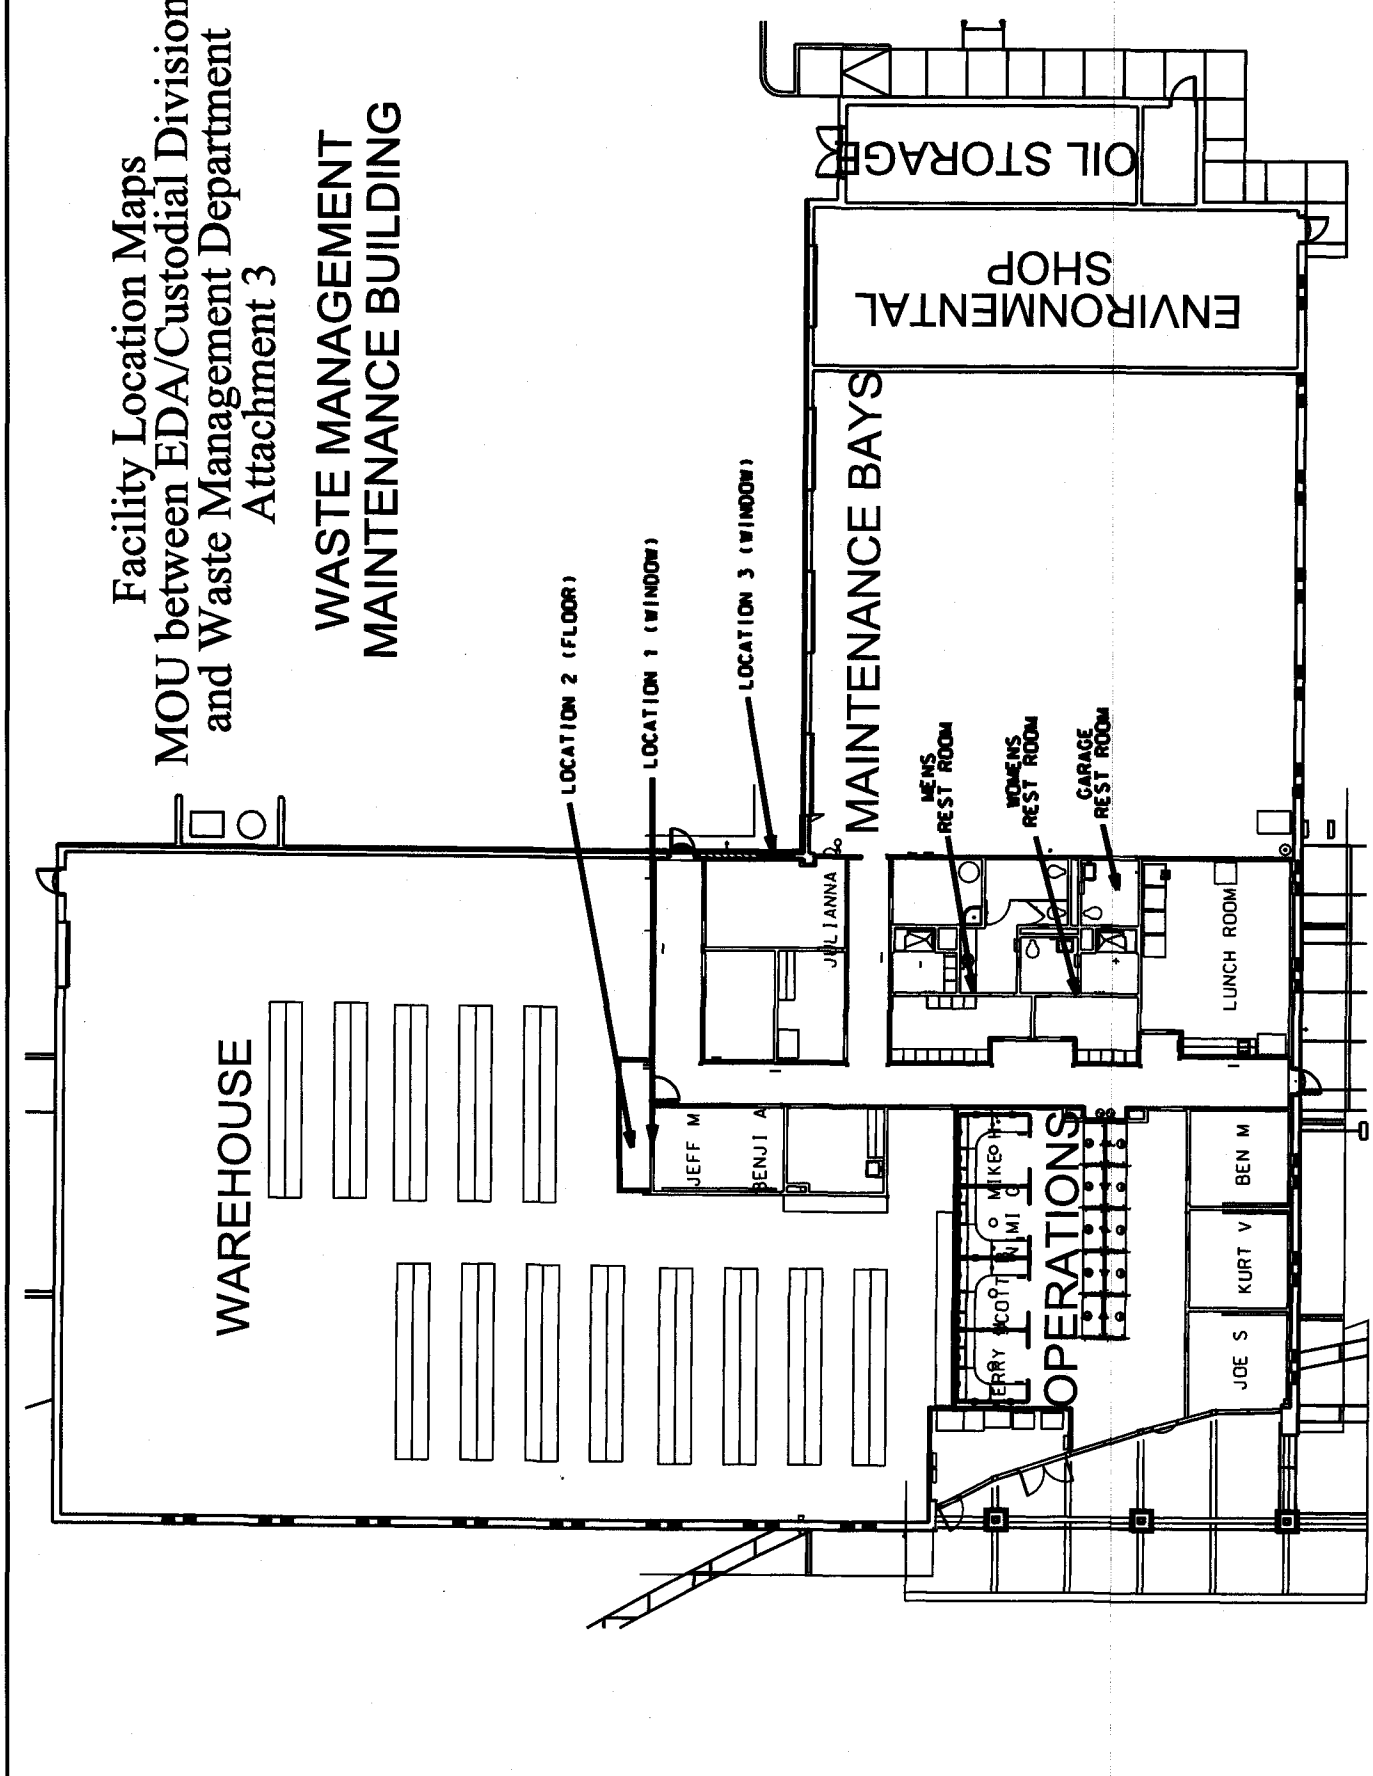 Facility Location Maps
MOU between EDA/Custodial Division
and Waste Management Department
Attachment 3
WASTE MANAGEMENT
MAINTENANCE BUILDING
LOCATION 2 (FLOOR)
LOCATION 1 (WINDOW)
LOCATION 3 (WINDOW)
WAREHOUSE
MAINTENANCE BAYS
ENVIRONMENTAL
SHOP
OIL STORAGE
MENS
REST ROOM
WOMENS
REST ROOM
GARAGE
REST ROOM
JULIANNA
LUNCH ROOM
JEFF M
BENJI A
MIKE H
OPERATIONS
BEN M
KURT V
JOE S